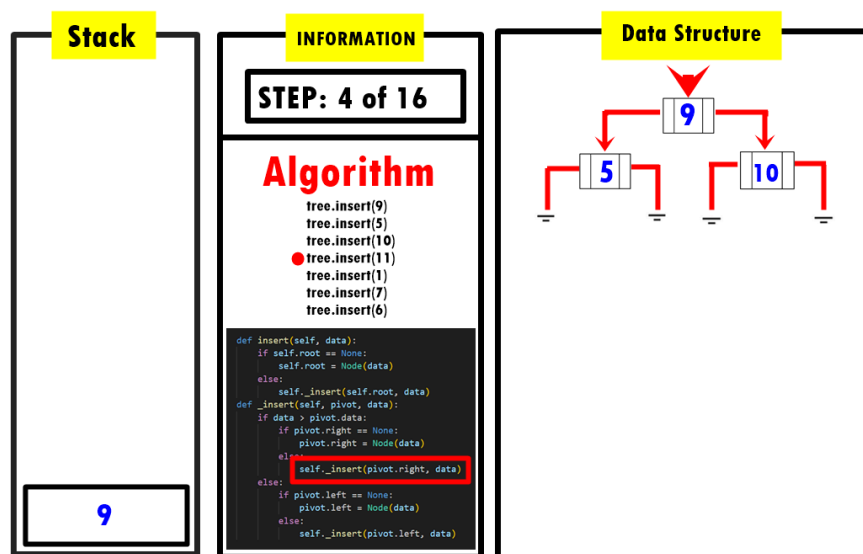 Stack
9
INFORMATION
STEP: 4 of 16
Algorithm
tree.insert(9)
tree.insert(5)
tree.insert(10)
tree.insert(11)
tree.insert(1)
tree.insert(7)
tree.insert(6)
def insert(self, data):
    if self.root == None:
        self.root = Node(data)
    else:
        self._insert(self.root, data)
def _insert(self, pivot, data):
    if data > pivot.data:
        if pivot.right == None:
            pivot.right = Node(data)
        else:
            self._insert(pivot.right, data)
    else:
        if pivot.left == None:
            pivot.left = Node(data)
        else:
            self._insert(pivot.left, data)
Data Structure
9
5
10